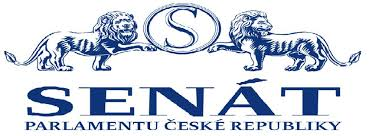 S
SENÁT
PARLAMENTU ČESKÉ REPUBLIKY